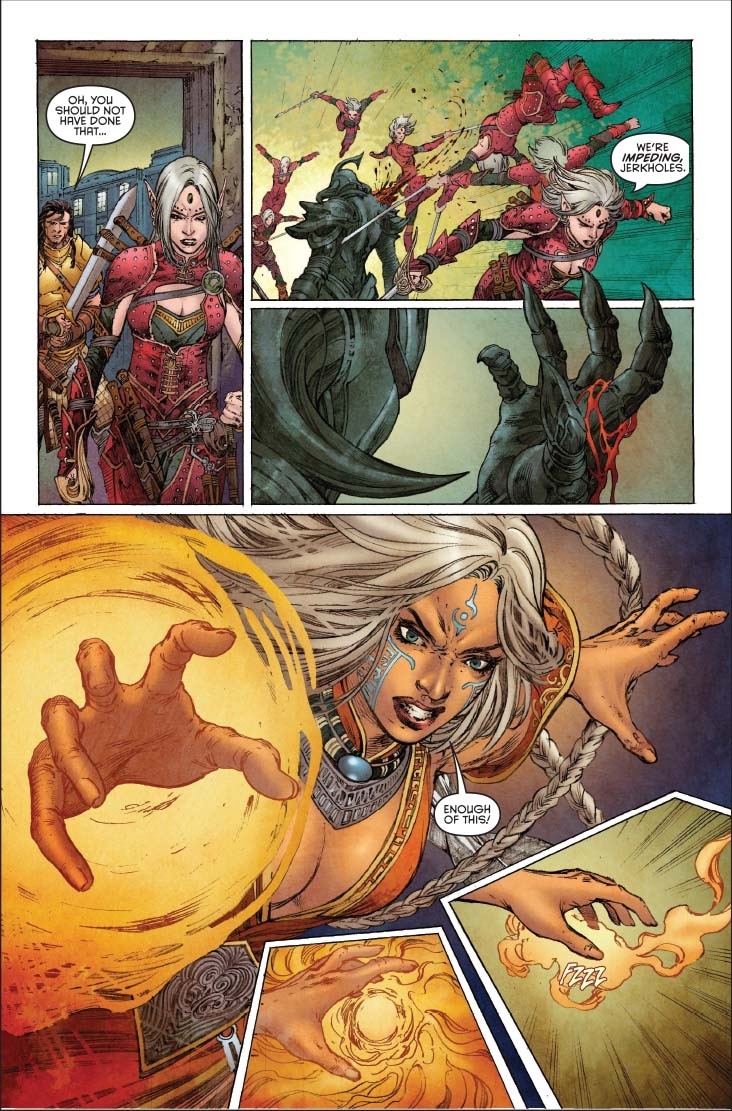 OH, YOU
SHOULD NOT
HAVE DONE
THAT...
WE'RE
IMPEDING,
JERKHOLES.
ENOUGH
OF THIS!
FZZZ